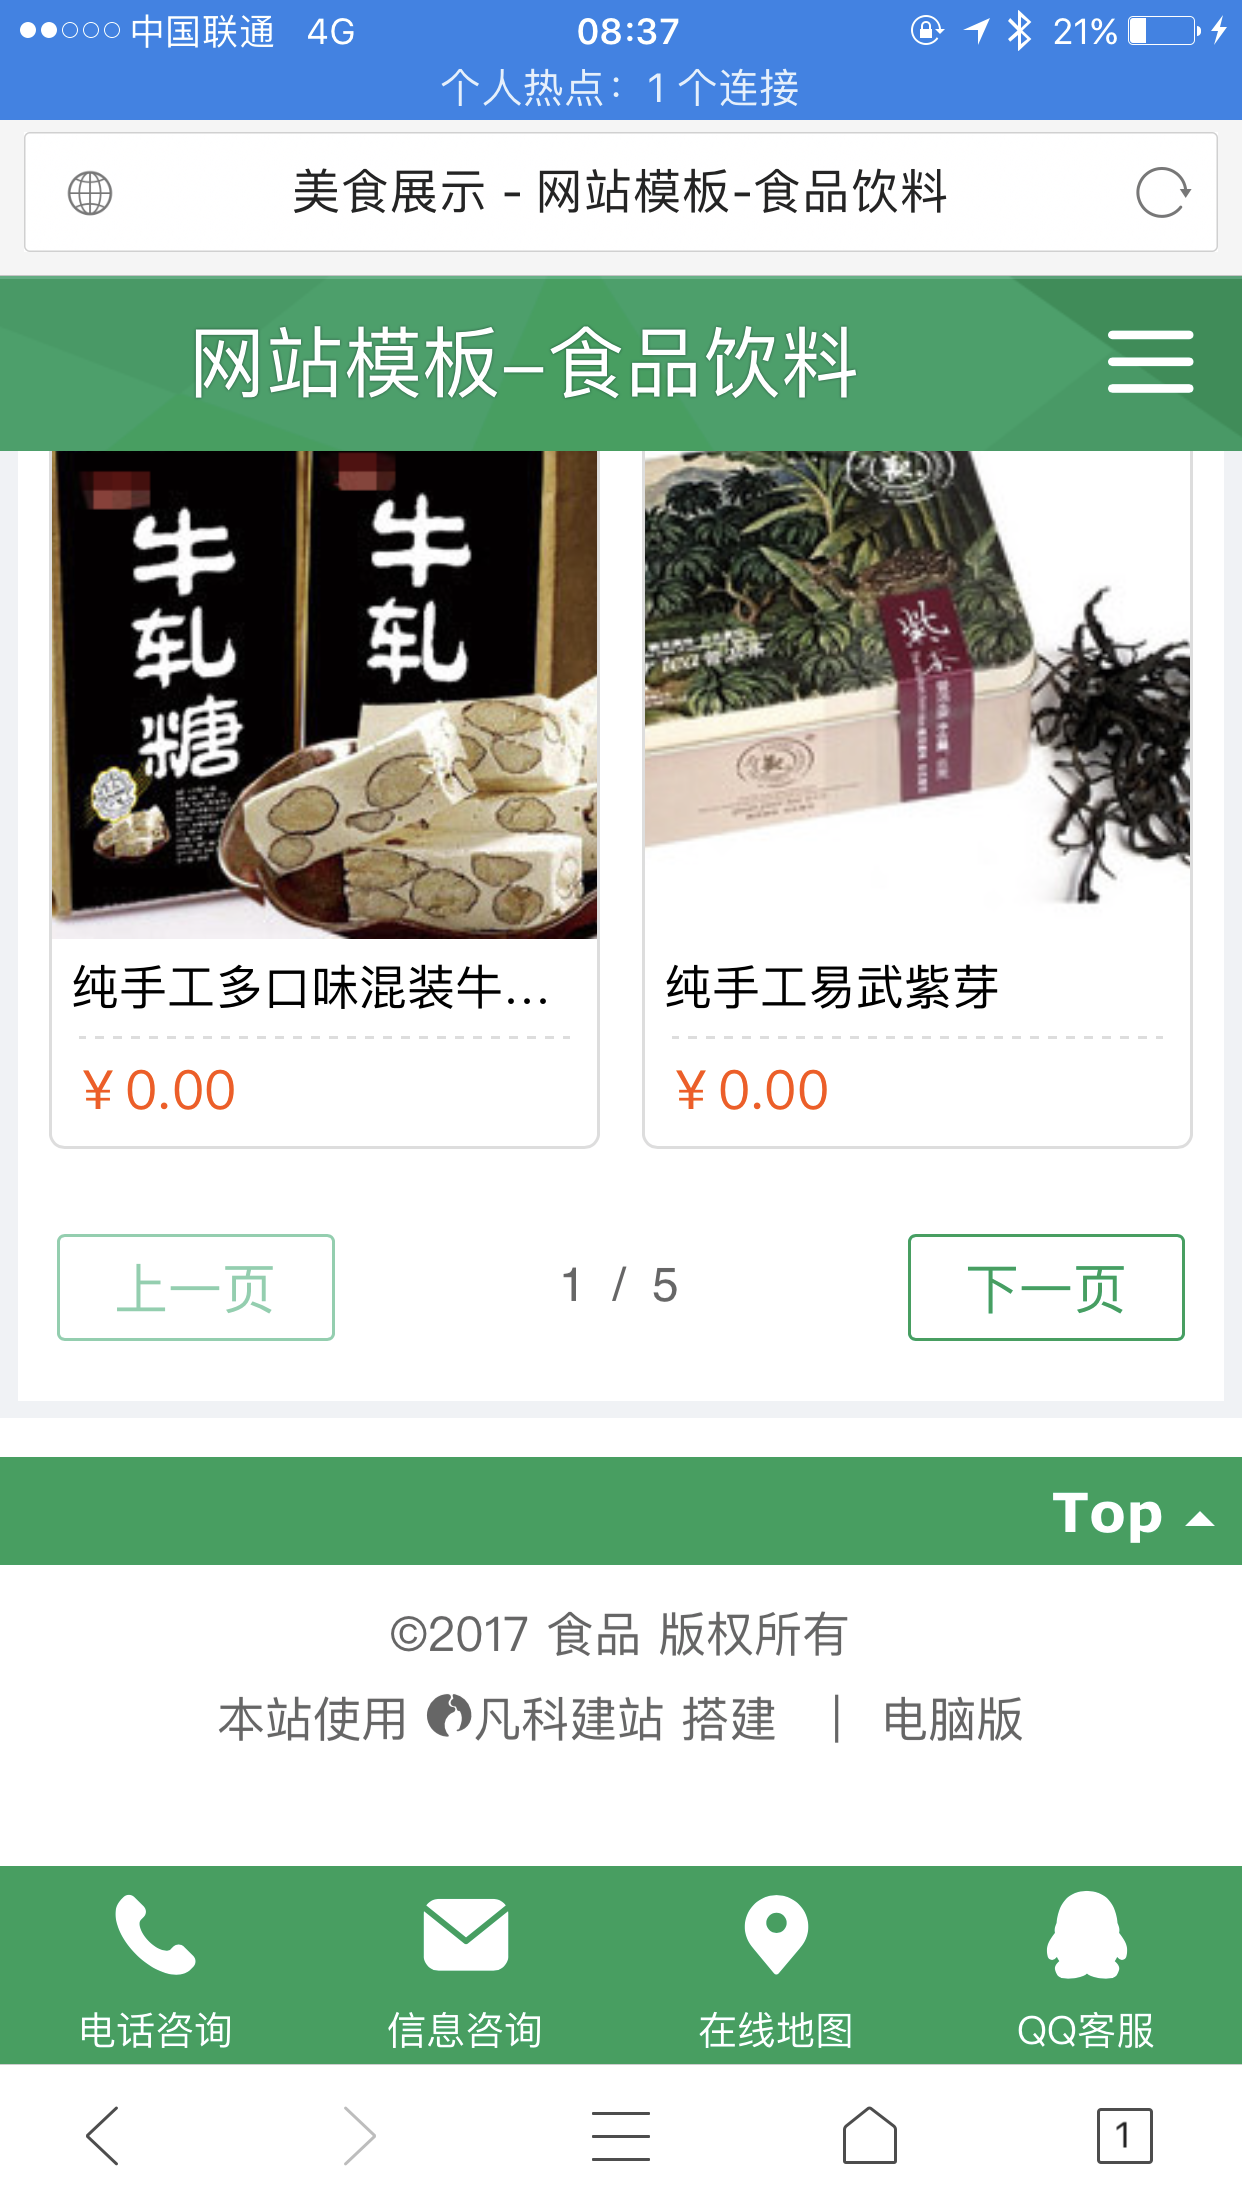 中国联通 4G 08:37 21%
个人热点：1 个连接
美食展示 - 网站模板-食品饮料
网站模板–食品饮料
牛轧糖
牛轧
tea
紫
纯手工多口味混装牛...
¥ 0.00
纯手工易武紫芽
¥ 0.00
上一页 1 / 5 下一页
Top
©2017 食品 版权所有
本站使用 凡科建站 搭建 | 电脑版
电话咨询 信息咨询 在线地图 QQ客服
1